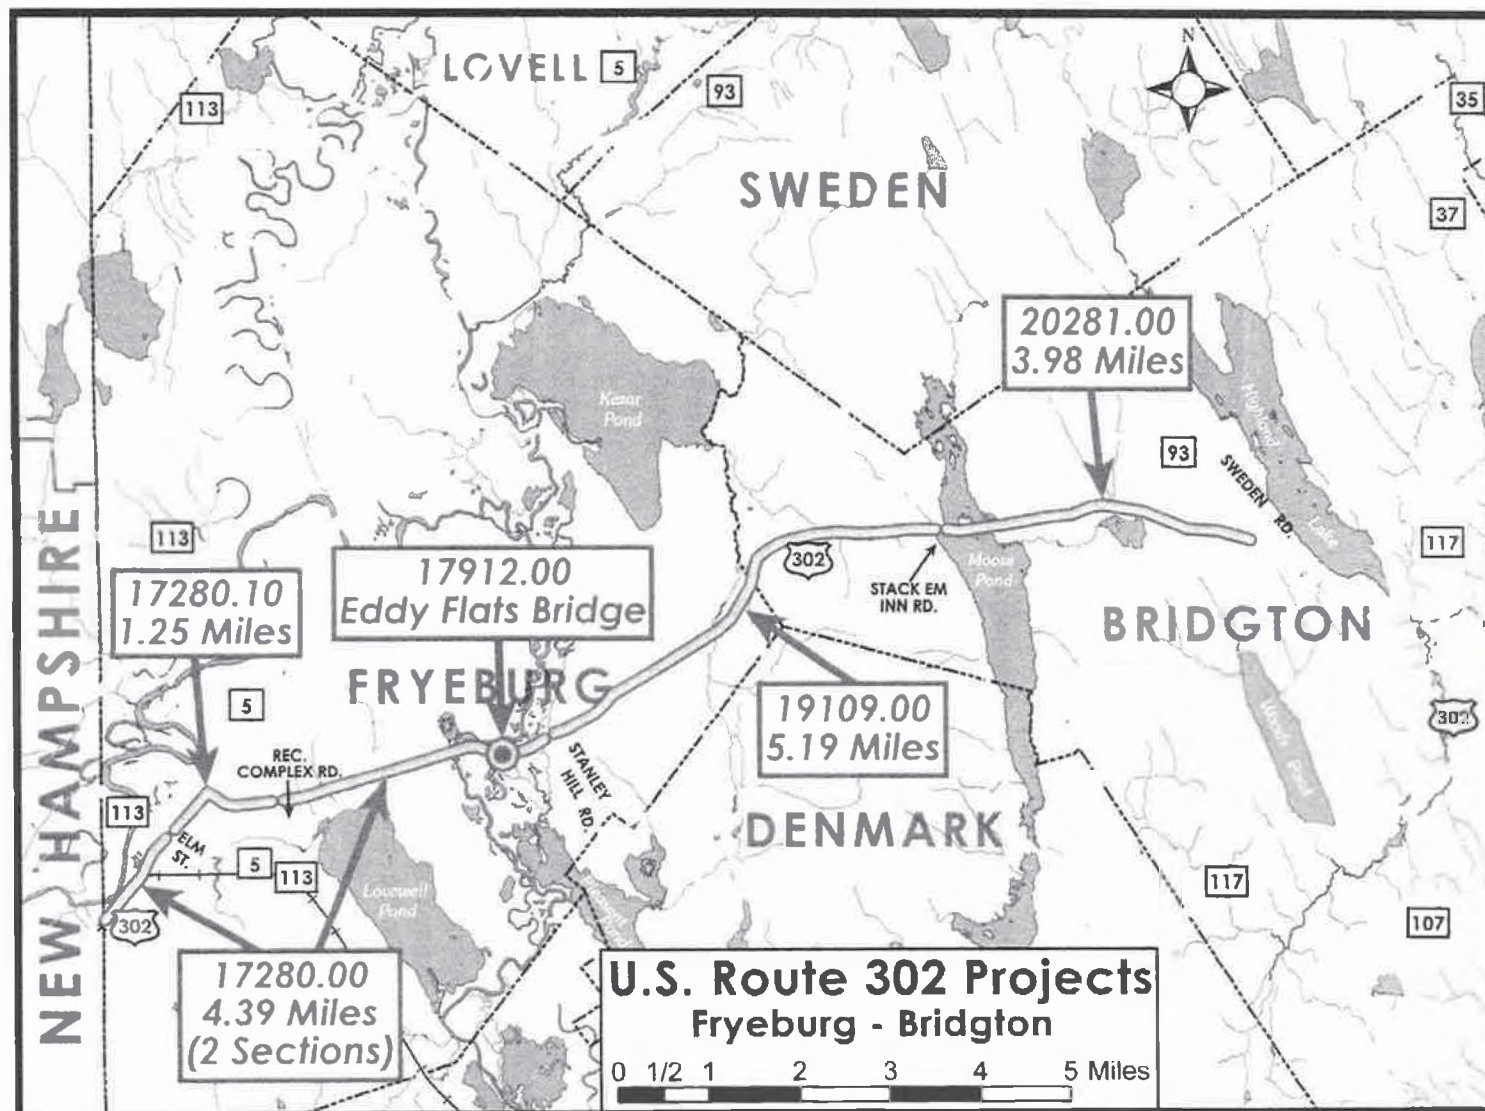 LOVELL
5
93
N
35
113
SWEDEN
37
20281.00
3.98 Miles
Kezar
Pond
Highland
Lake
93
SWEDEN RD.
113
117
NEW HAMPSHIRE
17280.10
1.25 Miles
17912.00
Eddy Flats Bridge
302
STACK EM
INN RD.
Moose
Pond
BRIDGTON
FRYEBURG
5
19109.00
5.19 Miles
302
REC.
COMPLEX RD.
STANLEY
HILL RD.
Woods
Pond
113
ELM
ST.
DENMARK
5
113
117
Lovewell
Pond
107
302
17280.00
4.39 Miles
(2 Sections)
U.S. Route 302 Projects
Fryeburg - Bridgton
0 1/2 1 2 3 4 5 Miles